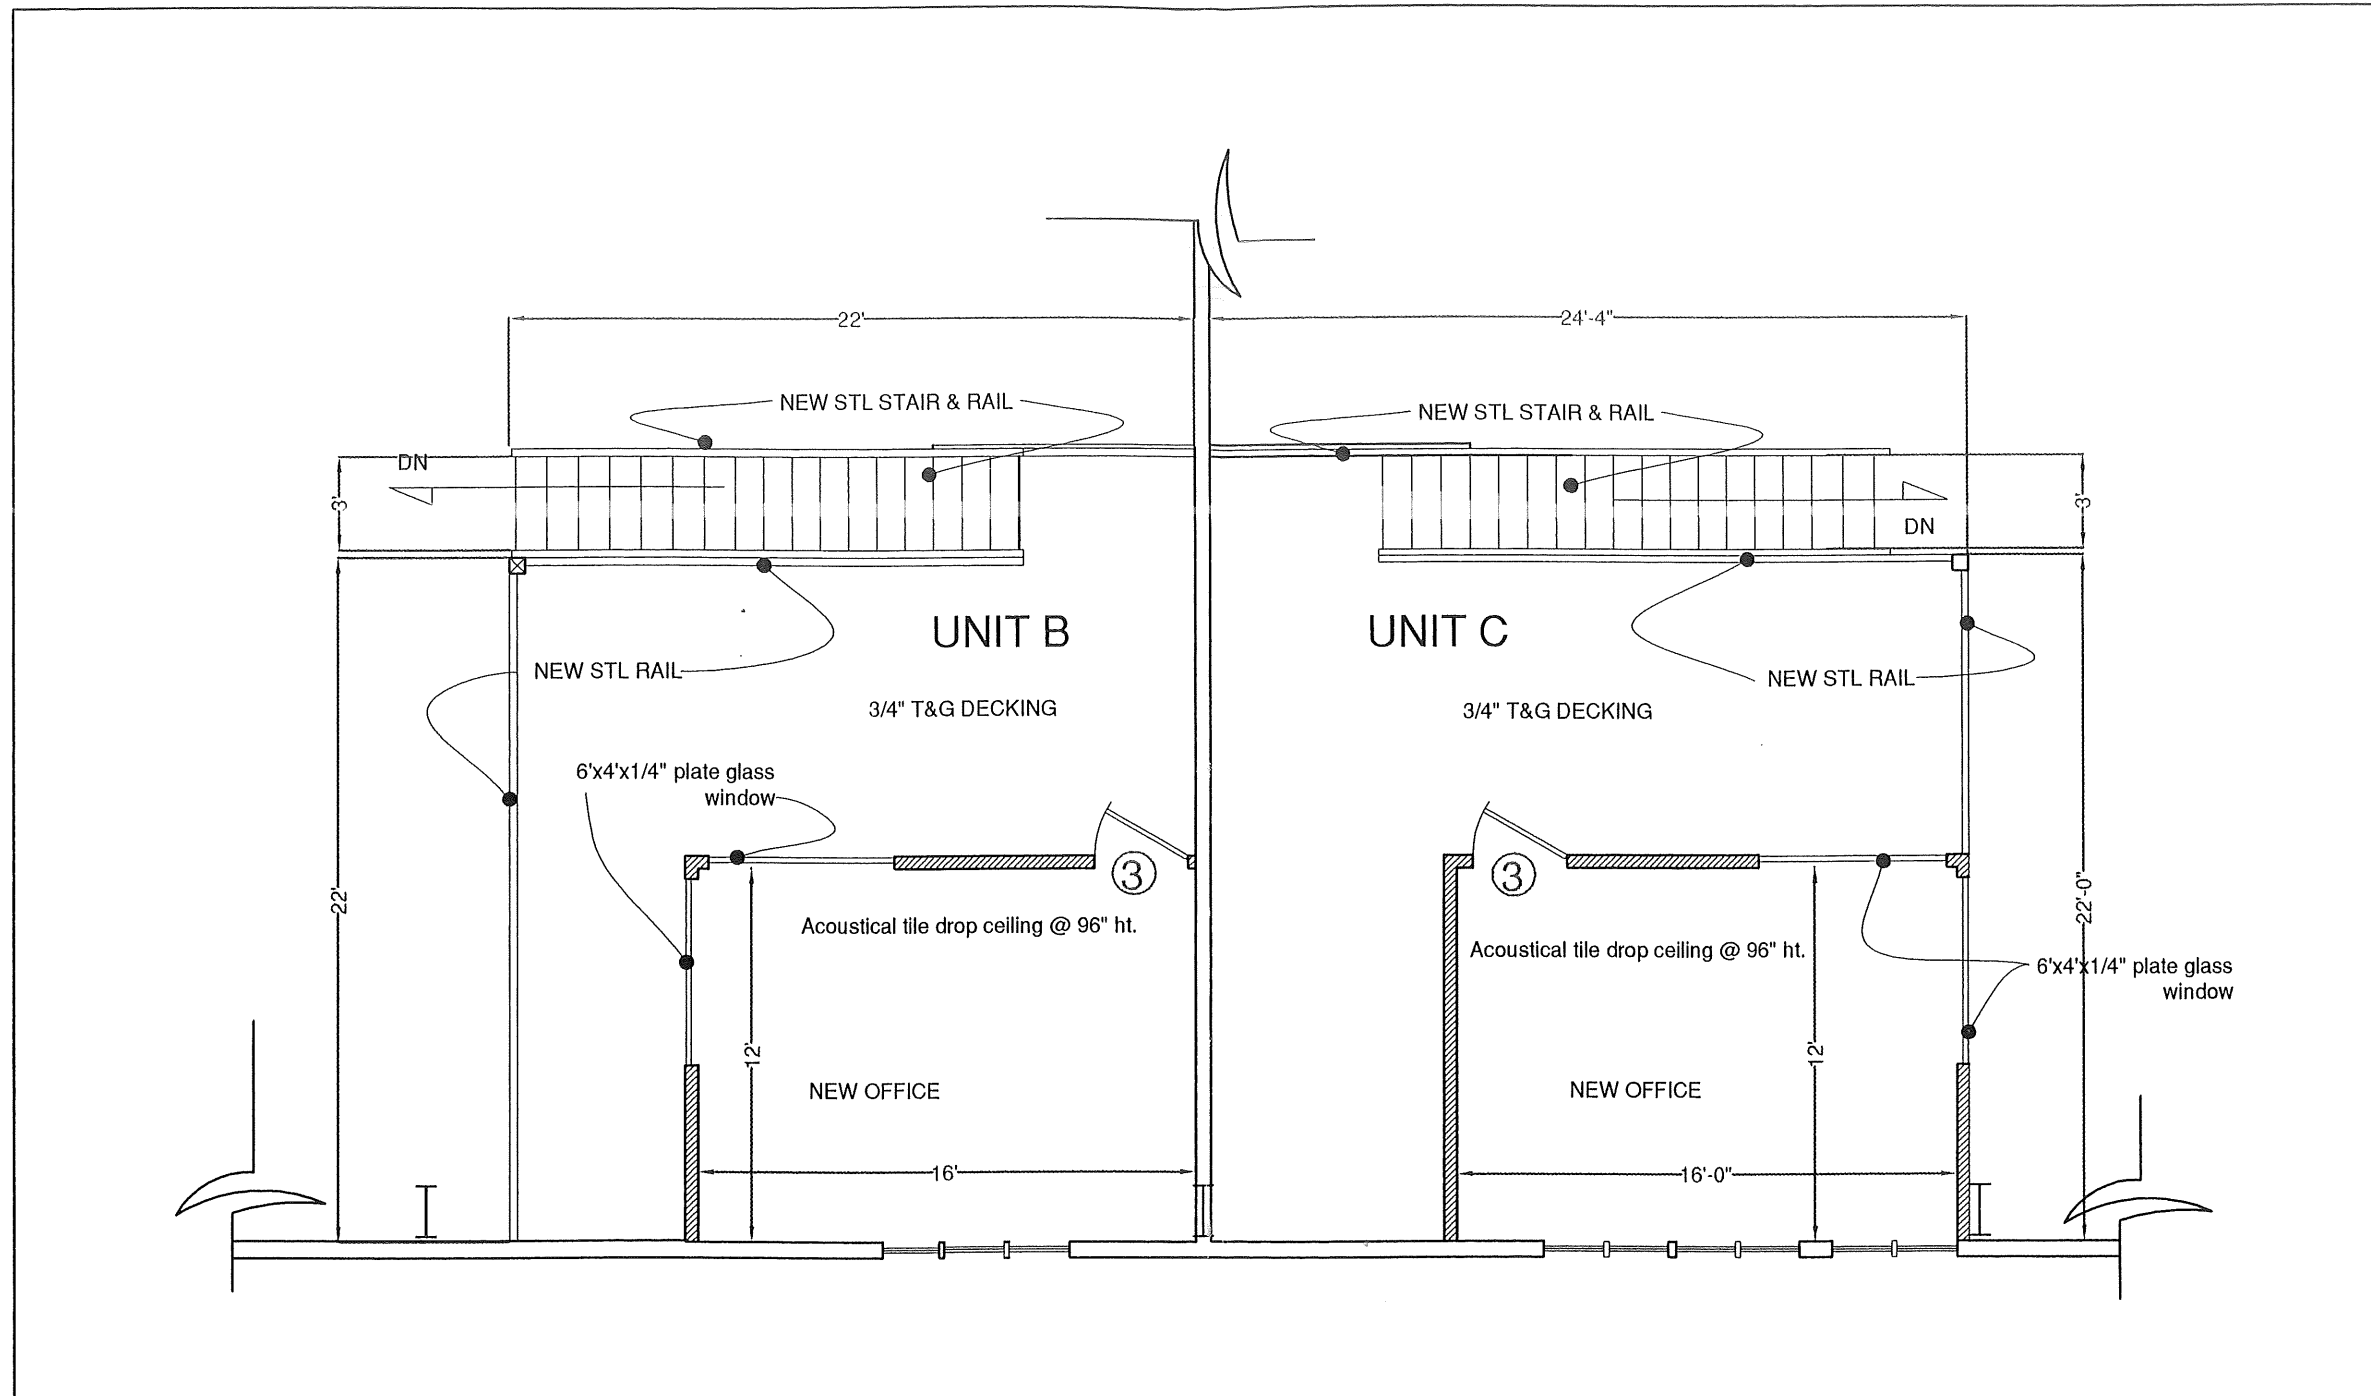 22'
24'-4"
NEW STL STAIR & RAIL
NEW STL STAIR & RAIL
DN
3'
3'
DN
UNIT B
UNIT C
NEW STL RAIL
NEW STL RAIL
3/4" T&G DECKING
3/4" T&G DECKING
6'x4'x1/4" plate glass
window
3
3
22'
22'-0"
Acoustical tile drop ceiling @ 96" ht.
Acoustical tile drop ceiling @ 96" ht.
6'x4'x1/4" plate glass
window
12'
12'
NEW OFFICE
NEW OFFICE
16'
16'-0"